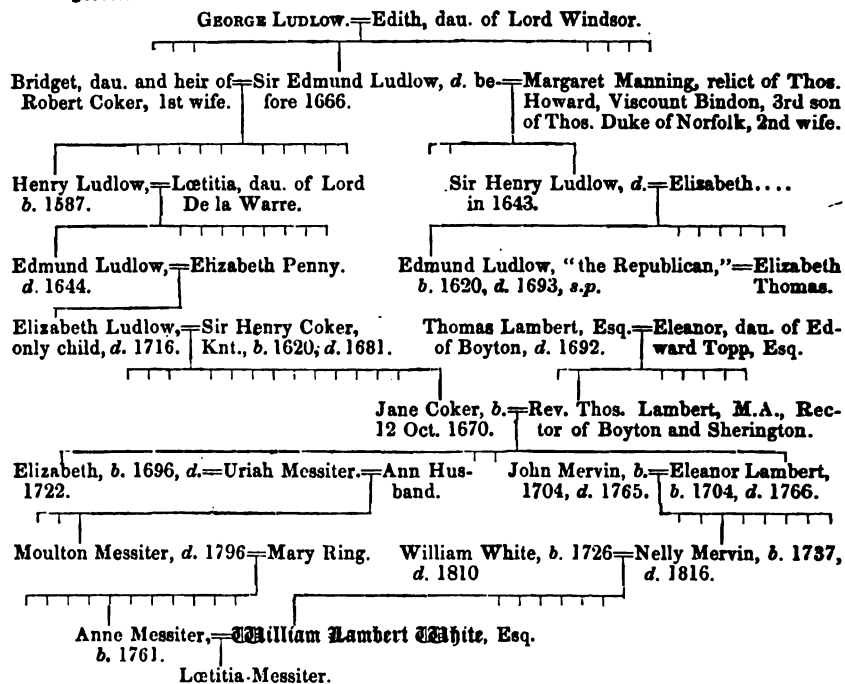 GEORGE LUDLOW.=Edith, dau. of Lord Windsor.
Bridget, dau. and heir of=Sir Edmund Ludlow, d. be-=Margaret Manning, relict of Thos.
Robert Coker, 1st wife. fore 1666. Howard, Viscount Bindon, 3rd son
of Thos. Duke of Norfolk, 2nd wife.
Henry Ludlow,=Lœtitia, dau. of Lord Sir Henry Ludlow, d.=Elizabeth....
b. 1587. De la Warre. in 1643.
Edmund Ludlow,=Elizabeth Penny. Edmund Ludlow, "the Republican,"=Elizabeth
d. 1644. b. 1620, d. 1693, s.p. Thomas.
Elizabeth Ludlow,=Sir Henry Coker, Thomas Lambert, Esq.=Eleanor, dau. of Ed-
only child, d. 1716. Knt., b. 1620, d. 1681. of Boyton, d. 1692. ward Topp, Esq.
Jane Coker, b.=Rev. Thos. Lambert, M.A., Rec-
12 Oct. 1670. tor of Boyton and Sherington.
Elizabeth, b. 1696, d.=Uriah Messiter.=Ann Hus- John Mervin, b.=Eleanor Lambert,
1722. band. 1704, d. 1765. b. 1704, d. 1766.
Moulton Messiter, d. 1796=Mary Ring. William White, b. 1726=Nelly Mervin, b. 1737,
d. 1810 d. 1816.
Anne Messiter,=William Lambert White, Esq.
b. 1761.
Lœtitia-Messiter.